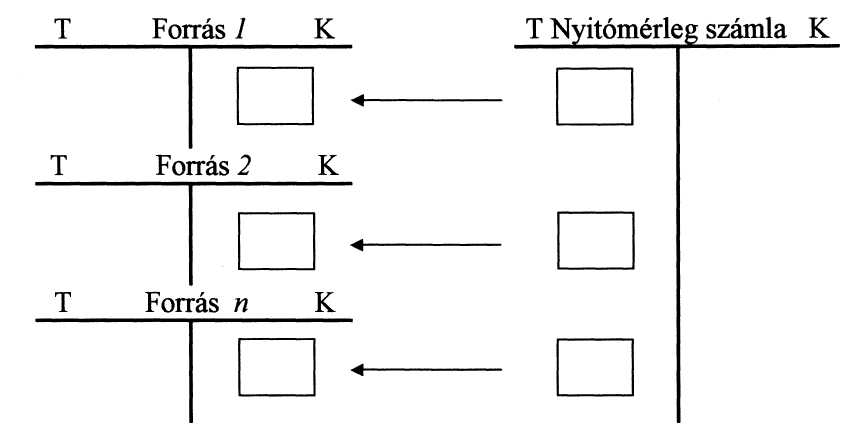 T Forrás 1 K
T Nyitómérleg számla K
T Forrás 2 K
T Forrás n K